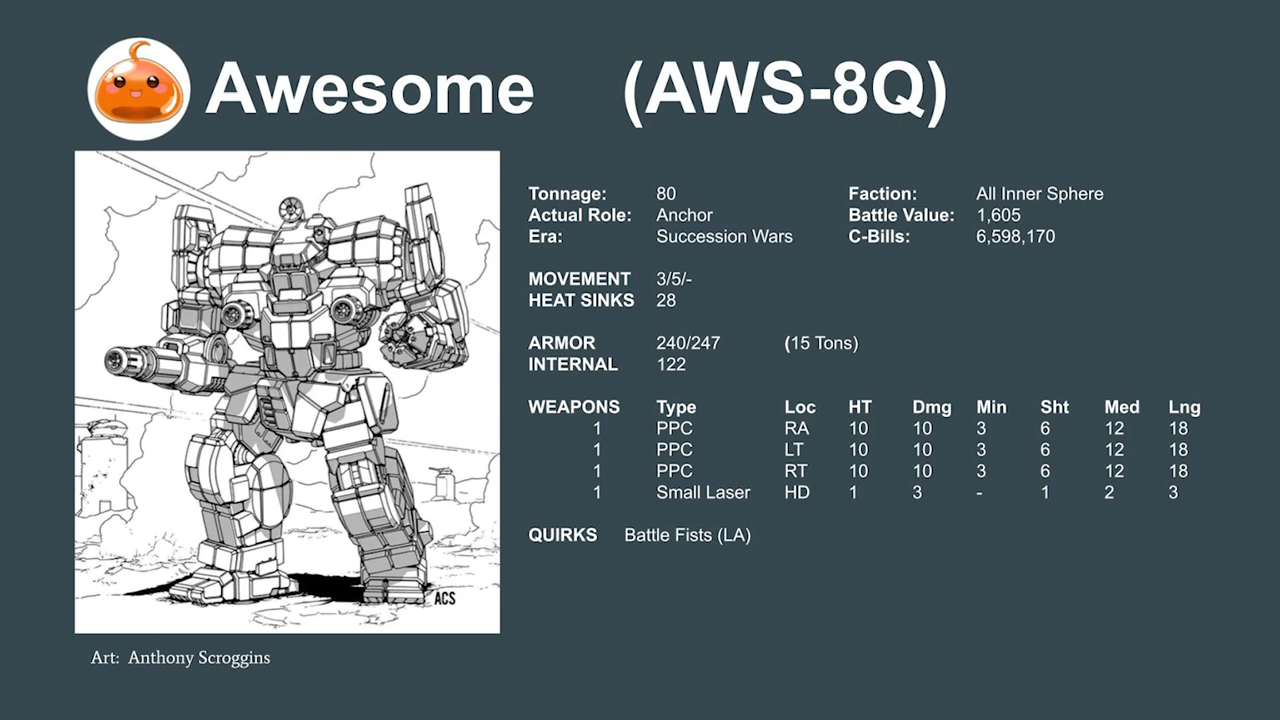 Awesome (AWS-8Q)
Tonnage: 80 Faction: All Inner Sphere
Actual Role: Anchor Battle Value: 1,605
Era: Succession Wars C-Bills: 6,598,170
MOVEMENT 3/5/-
HEAT SINKS 28
ARMOR 240/247 (15 Tons)
INTERNAL 122
WEAPONS Type Loc HT Dmg Min Sht Med Lng
1 PPC RA 10 10 3 6 12 18
1 PPC LT 10 10 3 6 12 18
1 PPC RT 10 10 3 6 12 18
1 Small Laser HD 1 3 - 1 2 3
QUIRKS Battle Fists (LA)
ACS
Art: Anthony Scroggins